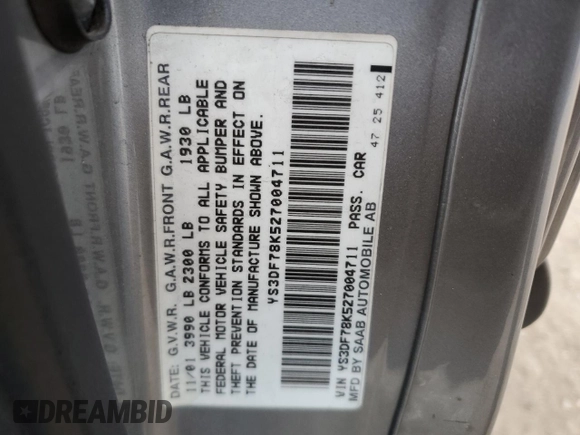 DATE: G.V.W.R. G.A.W.R.FRONT G.A.W.R.REAR
11/01 3990 LB 2300 LB 1930 LB
THIS VEHICLE CONFORMS TO ALL APPLICABLE
FEDERAL MOTOR VEHICLE SAFETY BUMPER AND
THEFT PREVENTION STANDARDS IN EFFECT ON
THE DATE OF MANUFACTURE SHOWN ABOVE.
YS3DF78K527004711
VIN YS3DF78K527004711 PASS. CAR
MFD BY SAAB AUTOMOBILE AB
47 25 412
DREAMBID